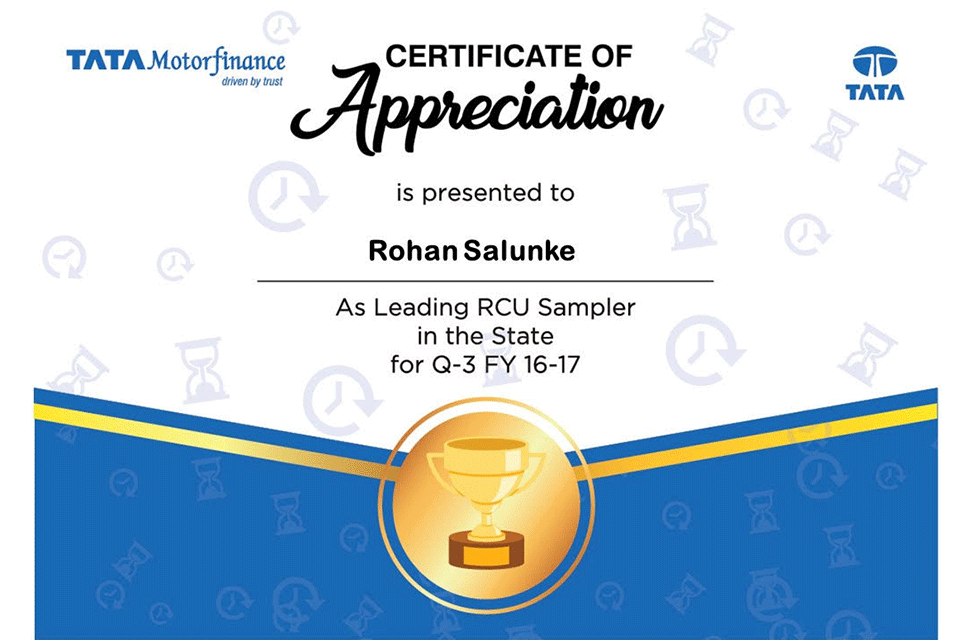 TATA Motorfinance
driven by trust
CERTIFICATE OF
Appreciation
TATA
is presented to
Rohan Salunke
As Leading RCU Sampler
in the State
for Q-3 FY 16-17